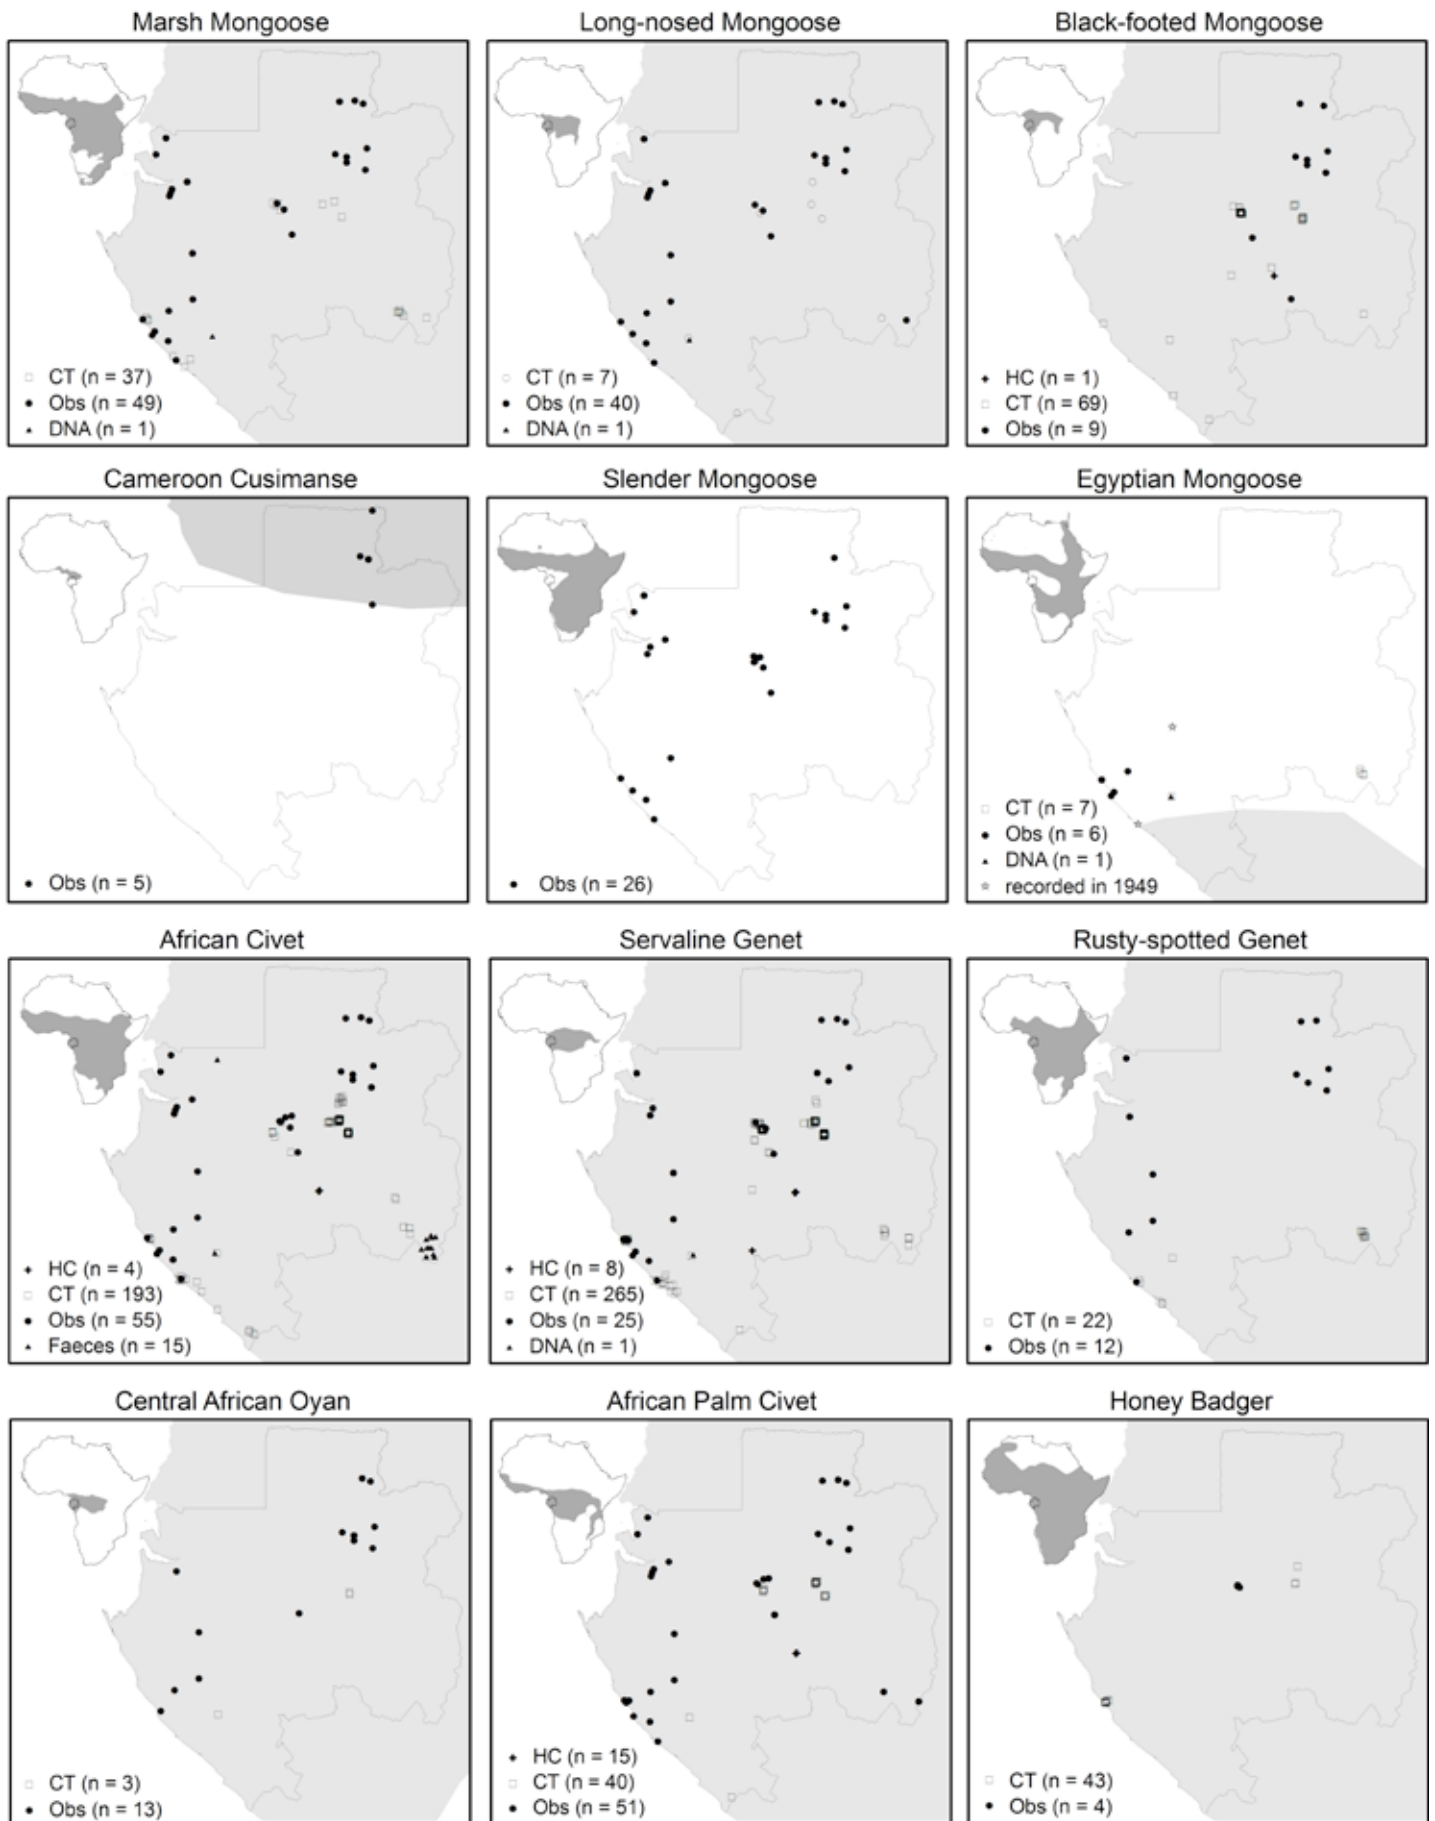 Marsh Mongoose
Long-nosed Mongoose
Black-footed Mongoose
CT (n = 37)
Obs (n = 49)
DNA (n = 1)
CT (n = 7)
Obs (n = 40)
DNA (n = 1)
HC (n = 1)
CT (n = 69)
Obs (n = 9)
Cameroon Cusimanse
Slender Mongoose
Egyptian Mongoose
Obs (n = 5)
Obs (n = 26)
CT (n = 7)
Obs (n = 6)
DNA (n = 1)
recorded in 1949
African Civet
Servaline Genet
Rusty-spotted Genet
HC (n = 4)
CT (n = 193)
Obs (n = 55)
Faeces (n = 15)
HC (n = 8)
CT (n = 265)
Obs (n = 25)
DNA (n = 1)
CT (n = 22)
Obs (n = 12)
Central African Oyan
African Palm Civet
Honey Badger
CT (n = 3)
Obs (n = 13)
HC (n = 15)
CT (n = 40)
Obs (n = 51)
CT (n = 43)
Obs (n = 4)